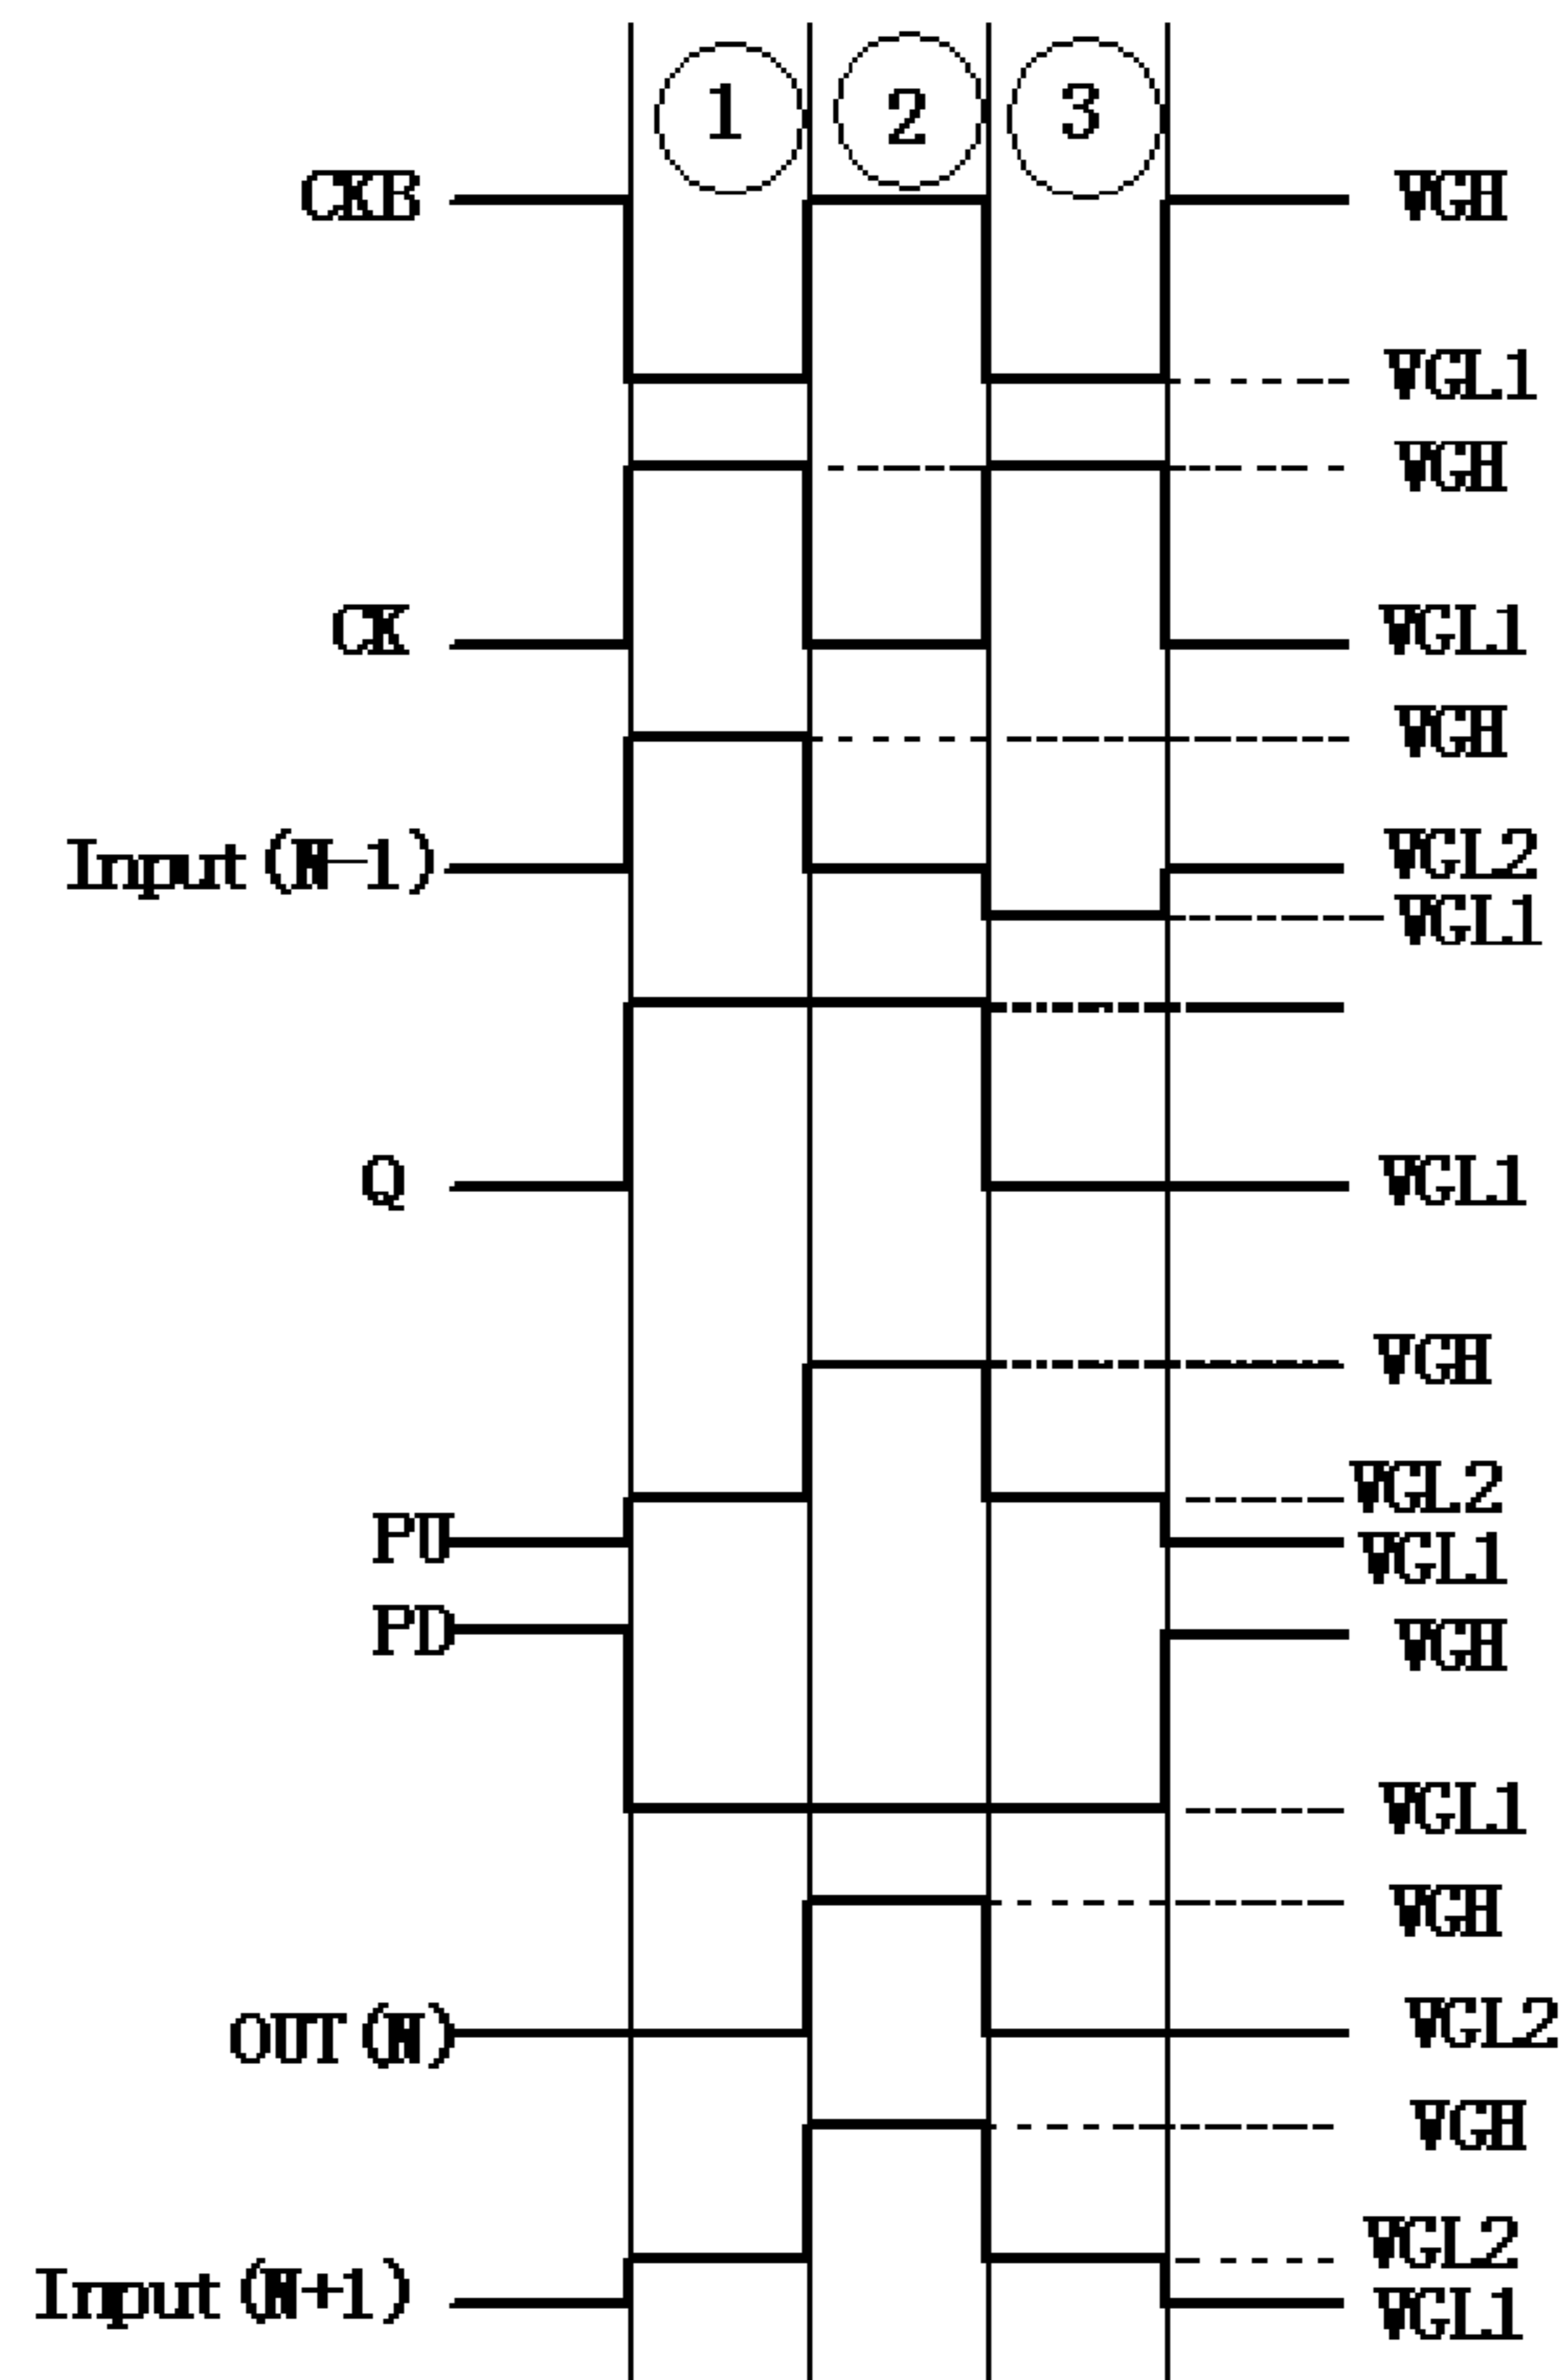 1 2 3
CKB VGH
VGL1
VGH
CK VGL1
VGH
Input(N-1) VGL2
VGL1
Q VGL1
VGH
VGL2
PU VGL1
PD VGH
VGL1
VGH
OUT(N) VGL2
VGH
VGL2
Input(N+1) VGL1